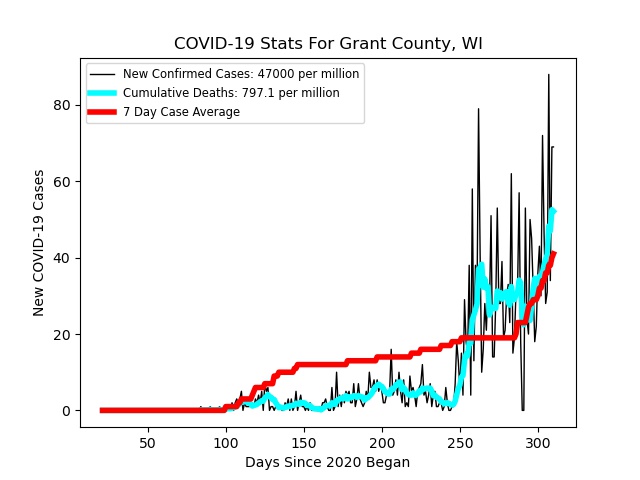 COVID-19 Stats For Grant County, WI
New Confirmed Cases: 47000 per million
Cumulative Deaths: 797.1 per million
7 Day Case Average
New COVID-19 Cases
80
60
40
20
0
50 100 150 200 250 300
Days Since 2020 Began